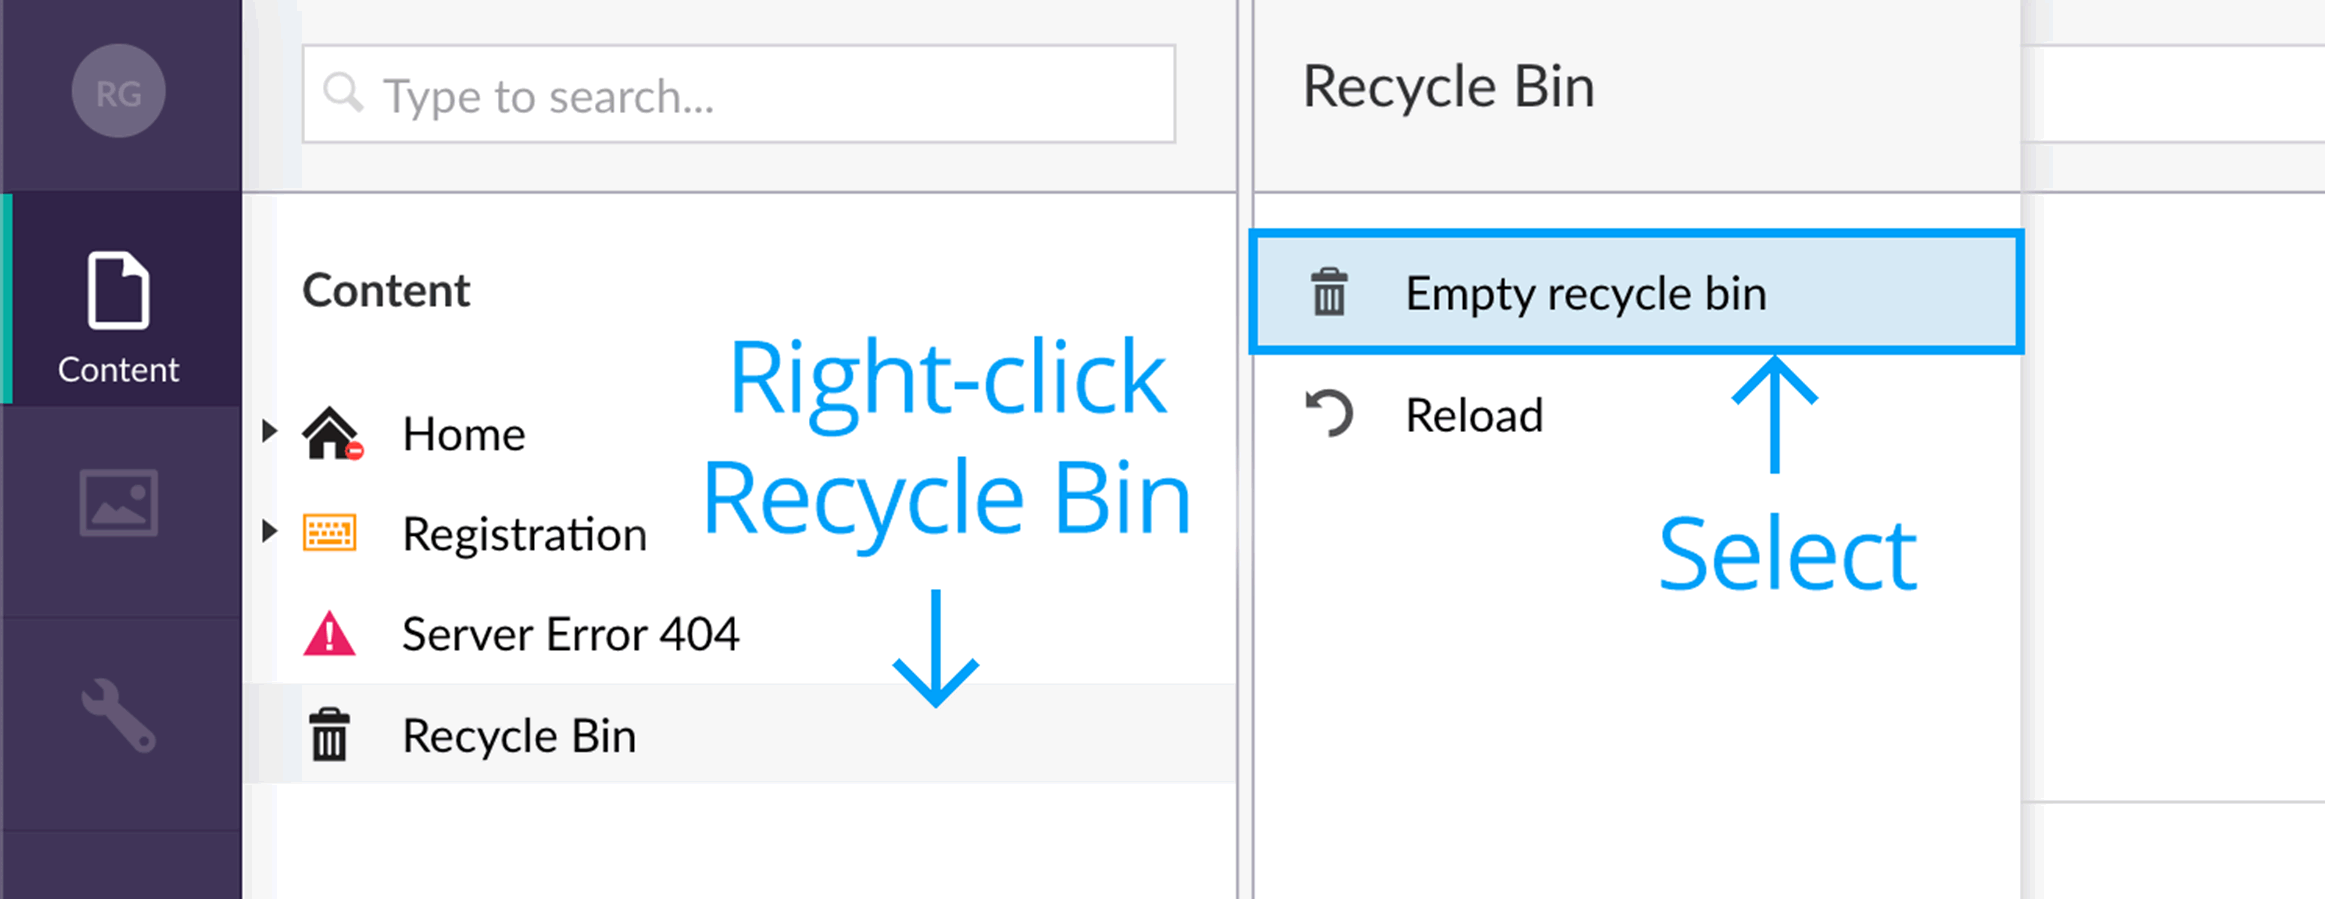 RG
Type to search...
Recycle Bin
Content
Content
Empty recycle bin
Reload
Home
Registration
Server Error 404
Recycle Bin
Right-click
Recycle Bin
Select